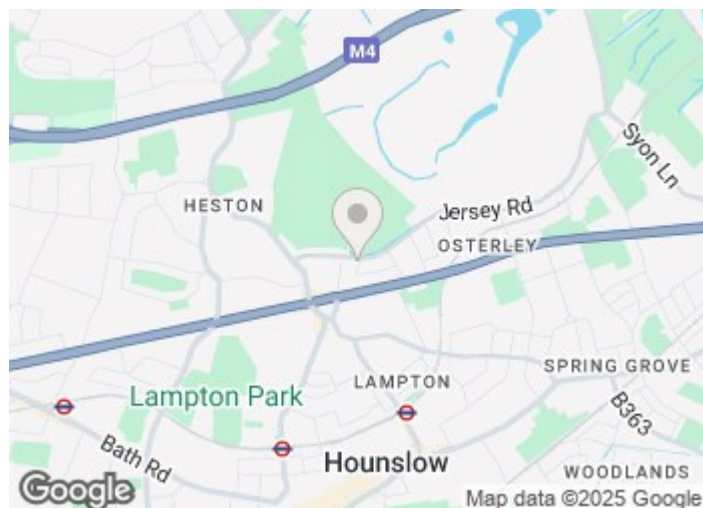 M4
Syon Ln
HESTON
Jersey Rd
OSTERLEY
SPRING GROVE
LAMPTON
Lampton Park
B363
Bath Rd
Hounslow
WOODLANDS
Google
Map data ©2025 Google